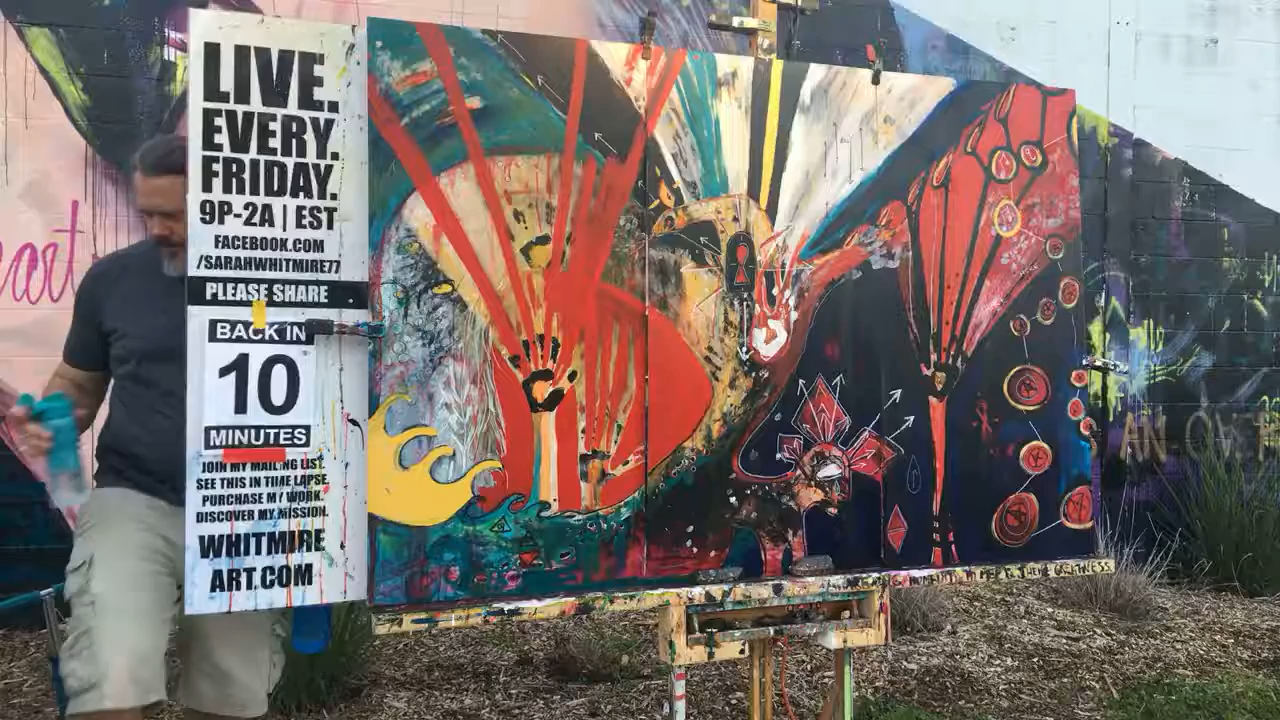 LIVE.
EVERY.
FRIDAY.
9P-2A | EST
FACEBOOK.COM
/SARAHWHITMIRE77
PLEASE SHARE
BACK IN
10
MINUTES
JOIN MY MAILING LIST.
SEE THIS IN TIME LAPSE.
PURCHASE MY WORK.
DISCOVER MY MISSION.
WHITMIRE
ART.COM